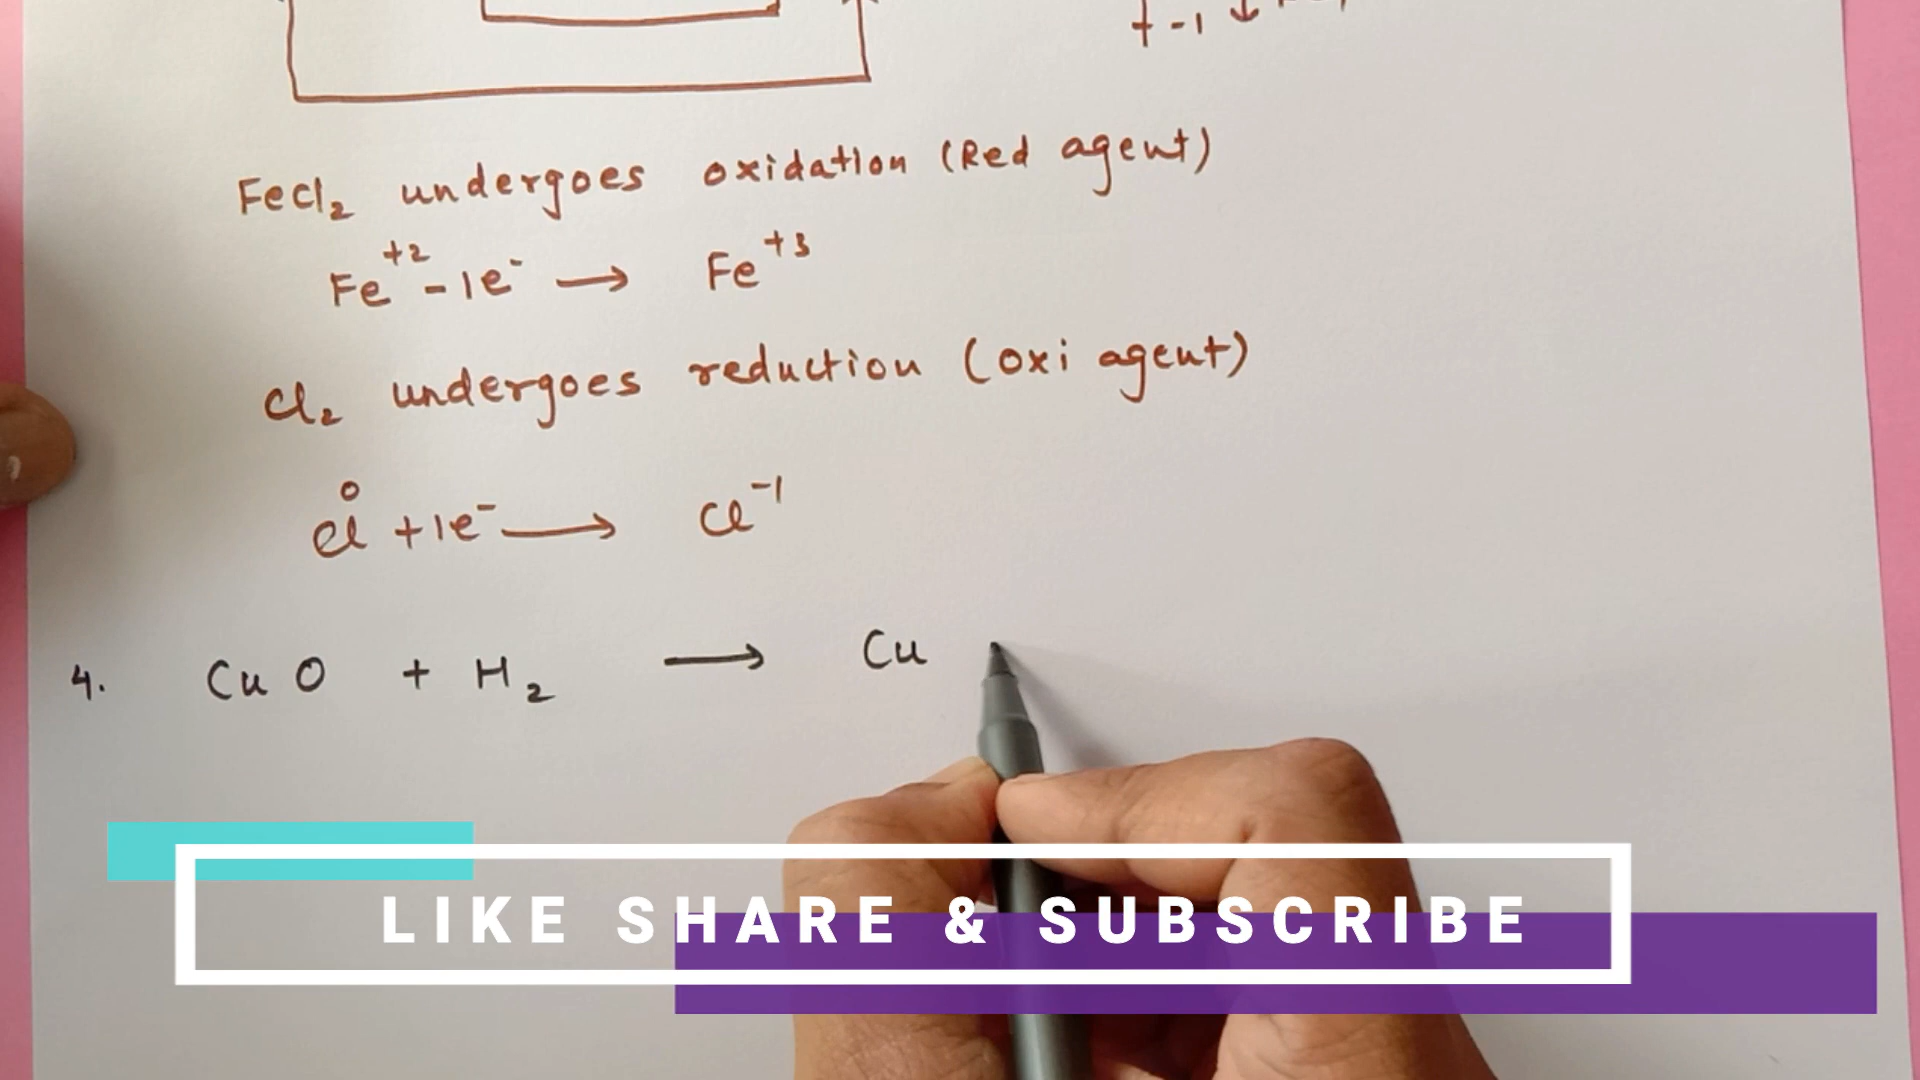 + -1 ↓
FeCl₂ undergoes oxidation (Red agent)
Fe⁺² - 1e⁻ → Fe⁺³
Cl₂ undergoes reduction (oxi agent)
Cl⁰ + 1e⁻ → Cl⁻¹
4. CuO + H₂ → Cu
LIKE SHARE & SUBSCRIBE